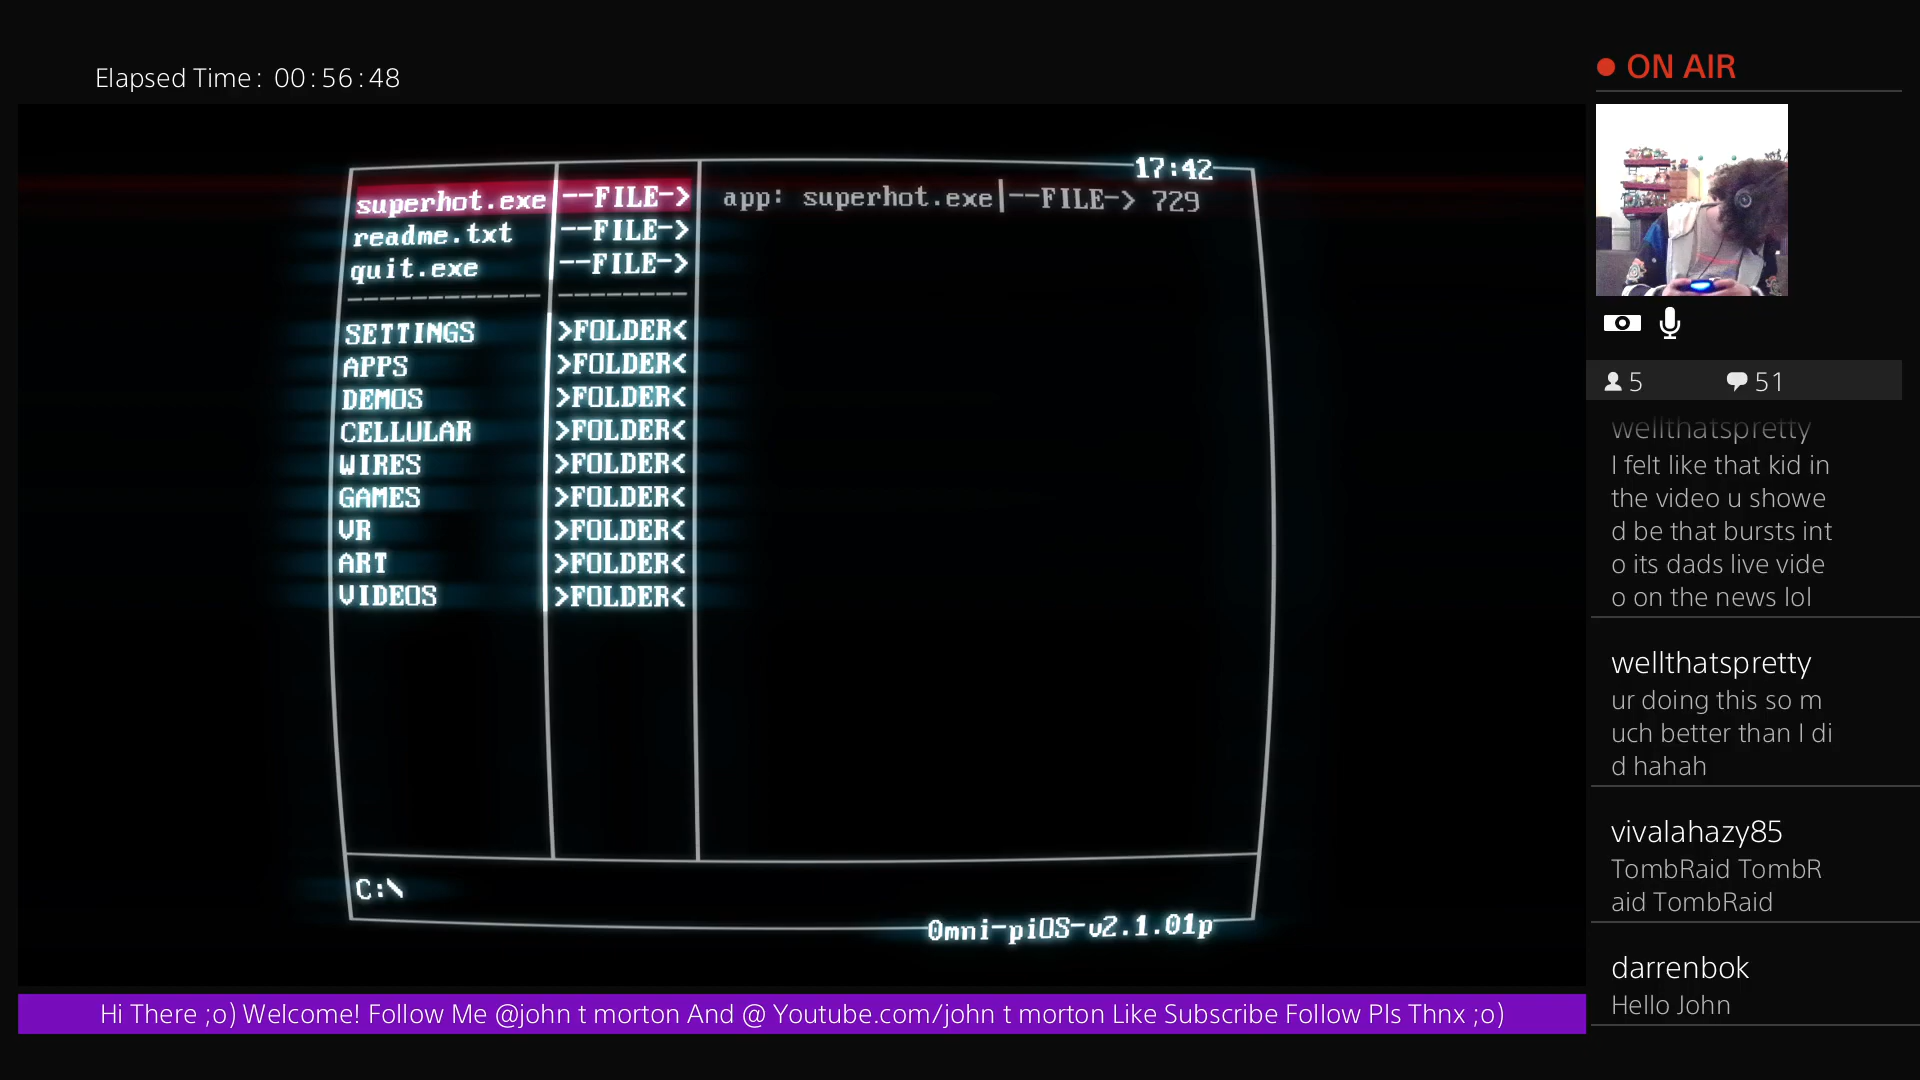 Elapsed Time: 00:56:48
ON AIR
17:42
superhot.exe --FILE-> app: superhot.exe|--FILE-> 729
readme.txt --FILE->
quit.exe --FILE->
SETTINGS >FOLDER<
APPS >FOLDER<
DEMOS >FOLDER<
CELLULAR >FOLDER<
WIRES >FOLDER<
GAMES >FOLDER<
VR >FOLDER<
ART >FOLDER<
VIDEOS >FOLDER<
C:\
0mni-piOS-v2.1.01p
5 51
wellthatspretty
I felt like that kid in
the video u showe
d be that bursts int
o its dads live vide
o on the news lol
wellthatspretty
ur doing this so m
uch better than I di
d hahah
vivalahazy85
TombRaid TombR
aid TombRaid
darrenbok
Hello John
Hi There ;o) Welcome! Follow Me @john t morton And @ Youtube.com/john t morton Like Subscribe Follow Pls Thnx ;o)